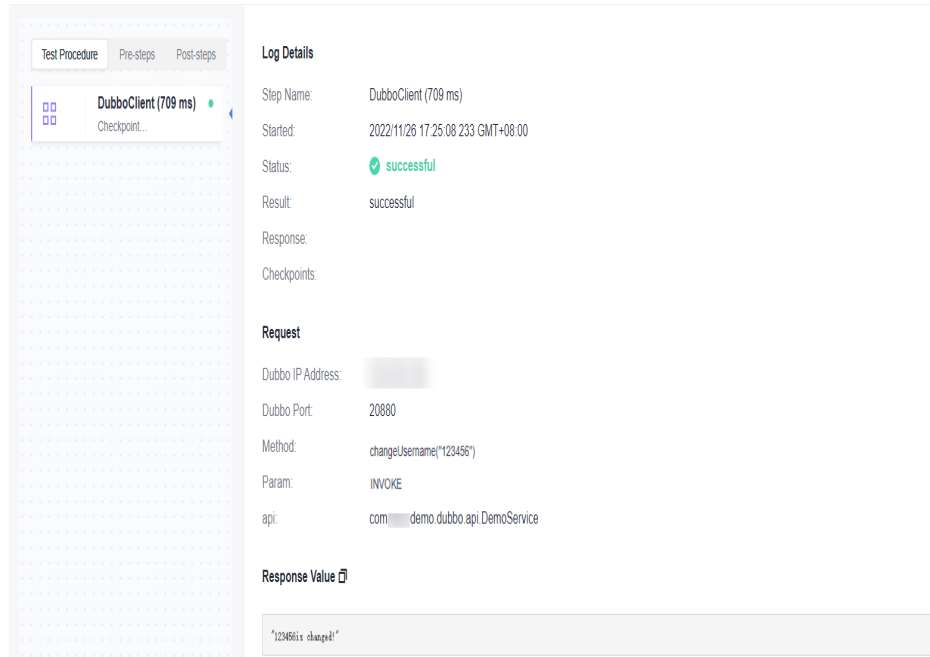 Test Procedure Pre-steps Post-steps
DubboClient (709 ms)
Checkpoint...
Log Details
Step Name: DubboClient (709 ms)
Started: 2022/11/26 17:25:08 233 GMT+08:00
Status: successful
Result: successful
Response:
Checkpoints:
Request
Dubbo IP Address:
Dubbo Port: 20880
Method: changeUsername("123456")
Param: INVOKE
api: com demo.dubbo.api.DemoService
Response Value
"123456is changed!"